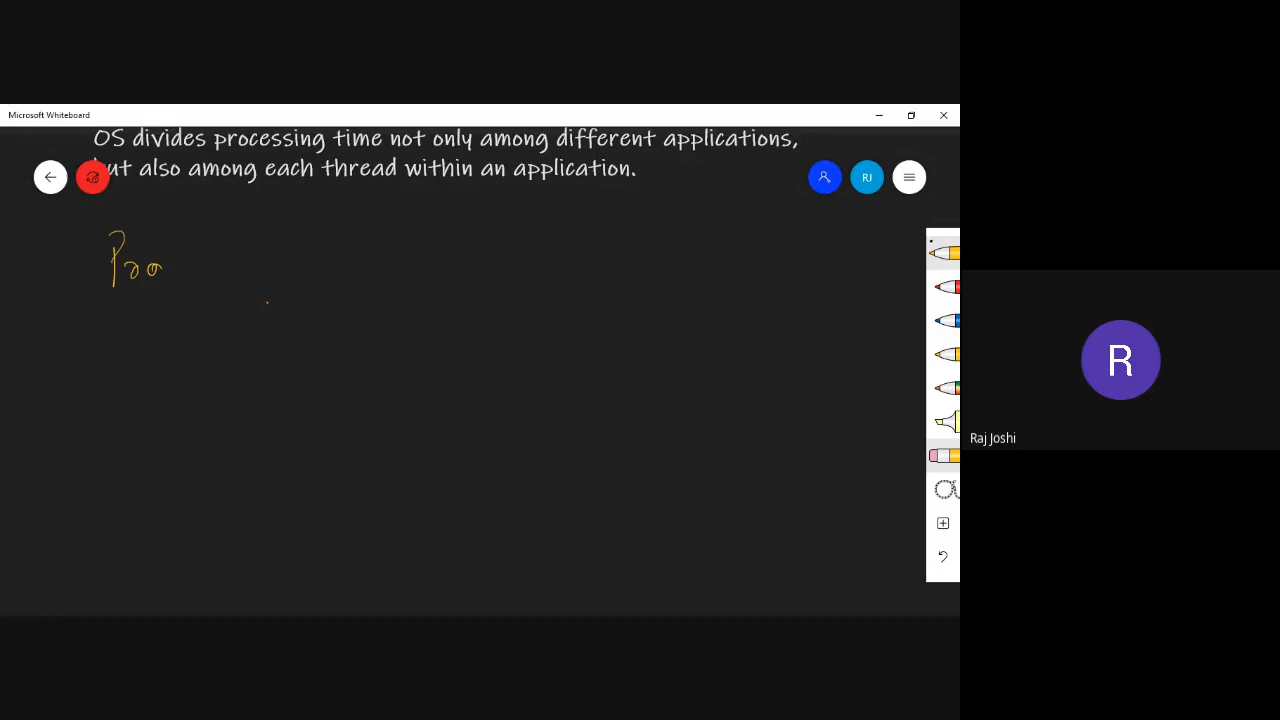 Microsoft Whiteboard
OS divides processing time not only among different applications,
but also among each thread within an application.
RJ
Pro
R
Raj Joshi